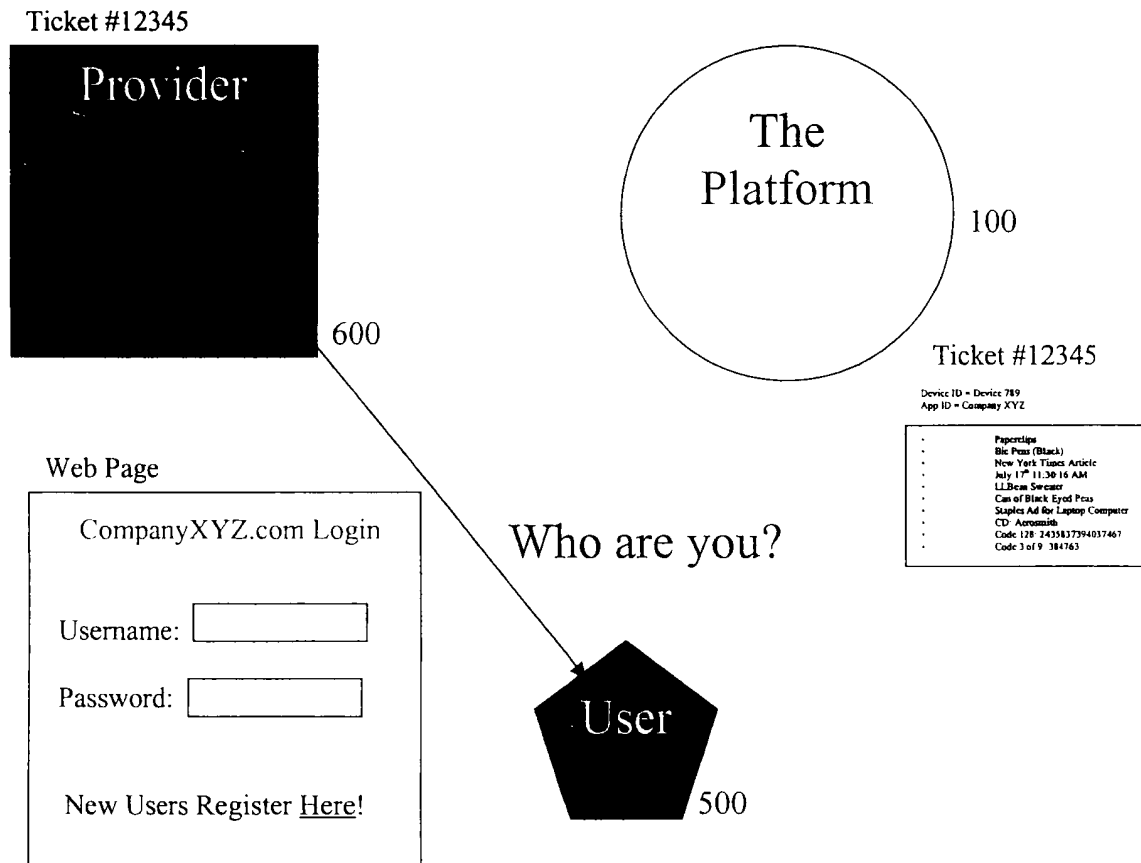 Ticket #12345
Provider
The
Platform
100
600
Ticket #12345
Device ID = Device 789
App ID = Company XYZ
Paperclips
Bic Pens (Black)
New York Times Article
July 17th 11:30:16 AM
LLBean Sweater
Can of Black Eyed Peas
Staples Ad for Laptop Computer
CD: Aerosmith
Code 128: 2435837394037467
Code 3 of 9: 384763
Web Page
CompanyXYZ.com Login
Who are you?
Username:
Password:
User
New Users Register Here!
500